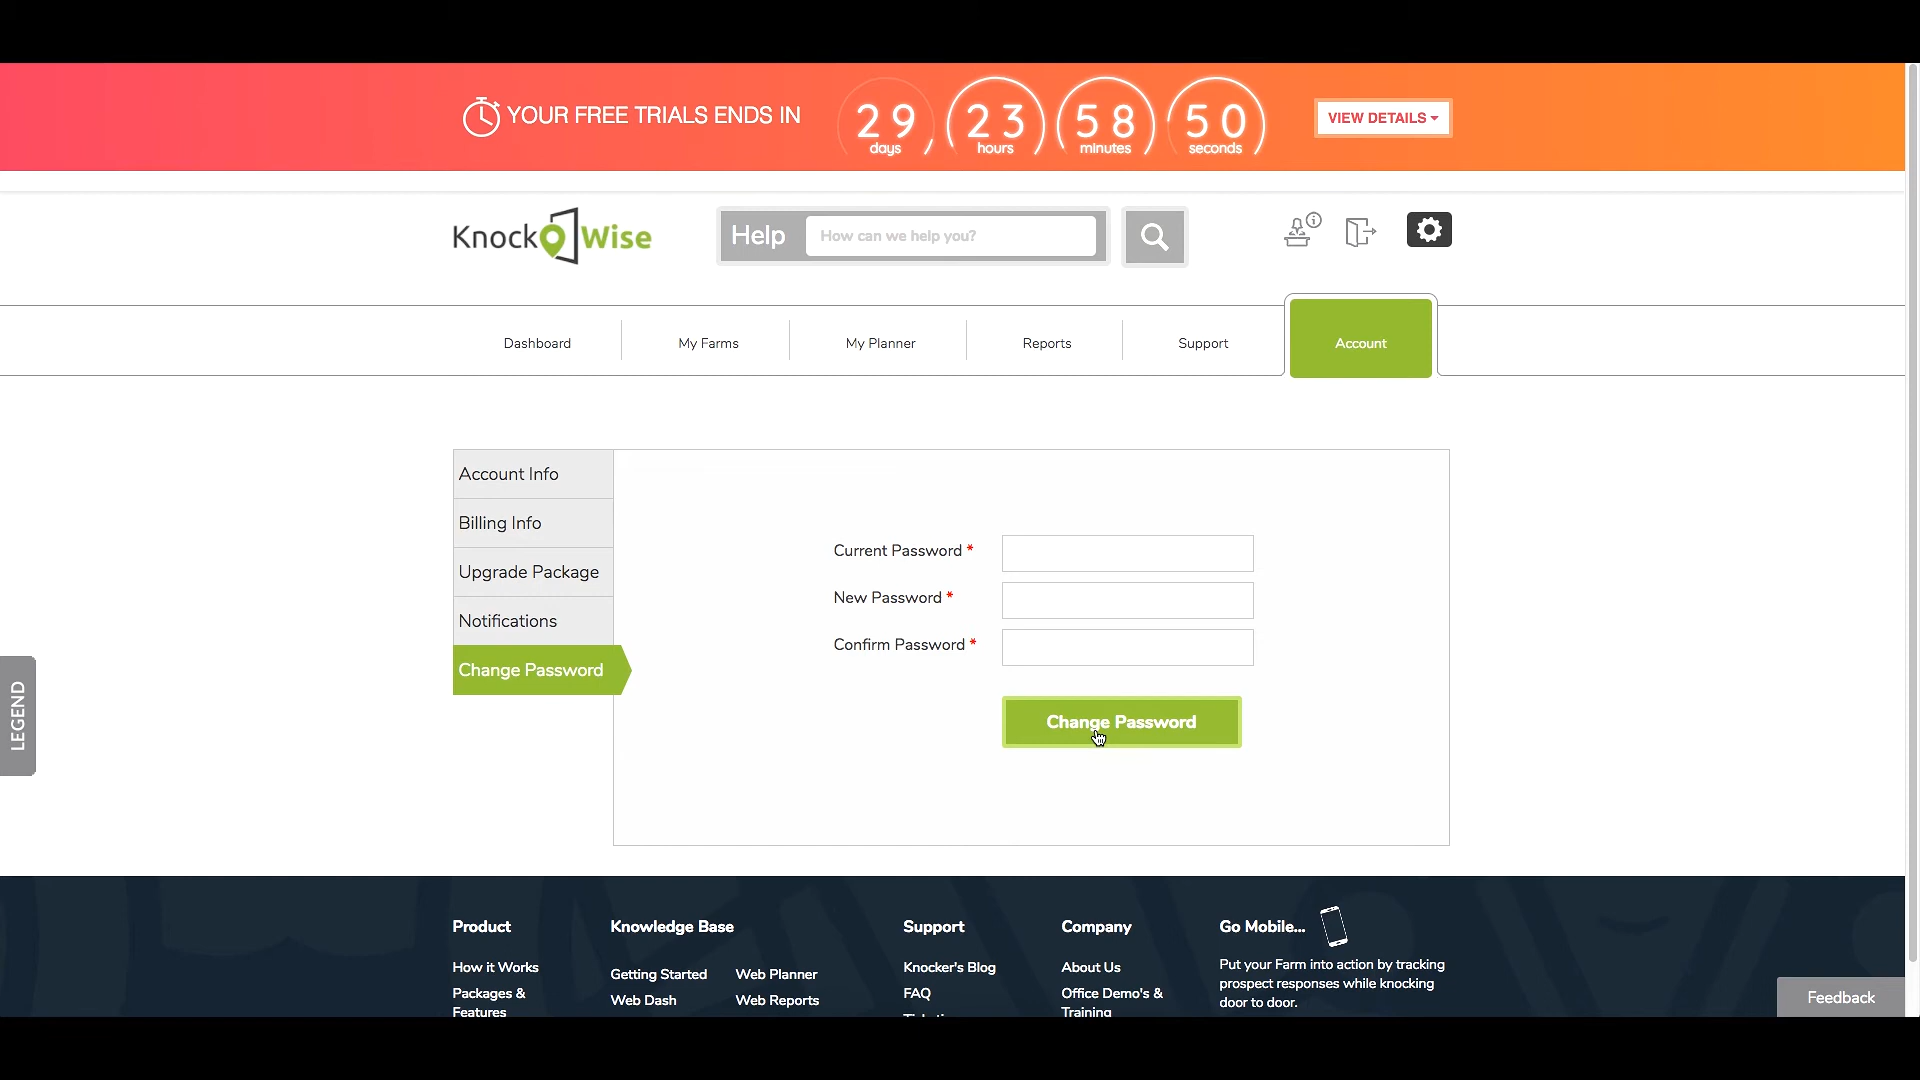 YOUR FREE TRIALS ENDS IN
29 days
23 hours
58 minutes
50 seconds
VIEW DETAILS
KnockWise
Help
How can we help you?
Dashboard
My Farms
My Planner
Reports
Support
Account
Account Info
Billing Info
Upgrade Package
Notifications
Change Password
Current Password *
New Password *
Confirm Password *
Change Password
LEGEND
Product
How it Works
Packages &
Features
Knowledge Base
Getting Started
Web Dash
Web Planner
Web Reports
Support
Knocker's Blog
FAQ
Company
About Us
Office Demo's &
Training
Go Mobile...
Put your Farm into action by tracking
prospect responses while knocking
door to door.
Feedback